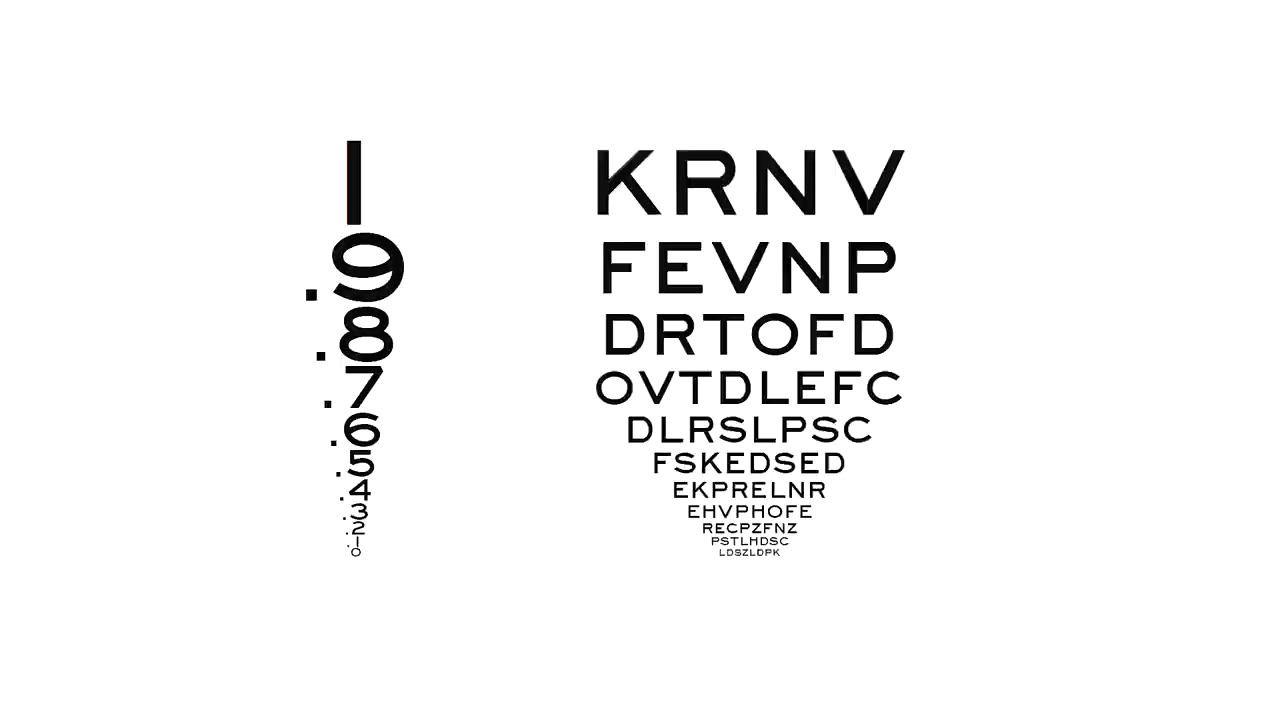 1 KRNV
.9 FEVNP
.8 DRTOFD
.7 OVTDLEFC
.6 DLRSLPSC
.5 FSKEDSED
.4 EKPRELNR
.3 EHVPHOFE
.2 RECPZFNZ
.1 PSTLHDSC
0 LDSZLDPK